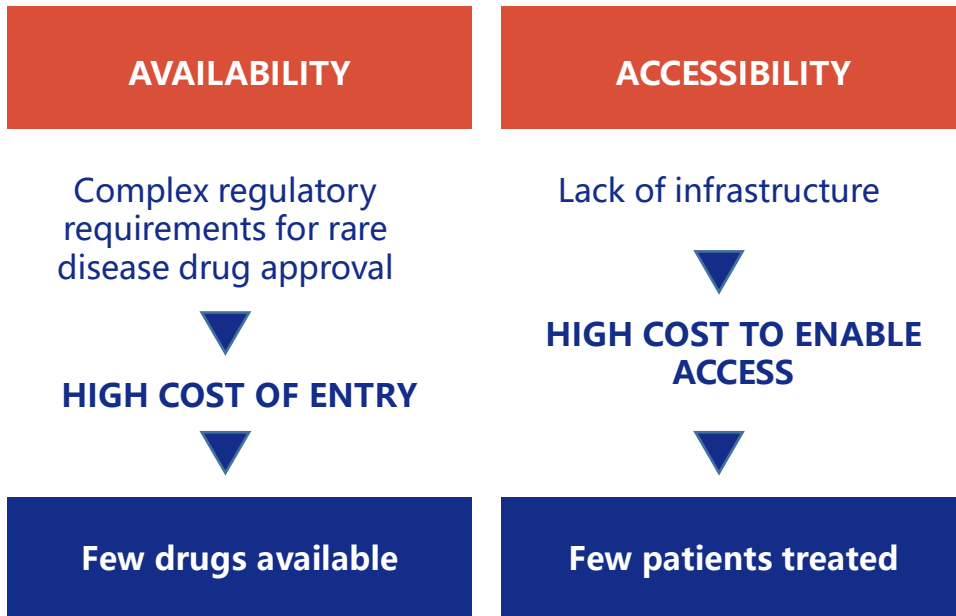 AVAILABILITY
Complex regulatory
requirements for rare
disease drug approval
HIGH COST OF ENTRY
Few drugs available
ACCESSIBILITY
Lack of infrastructure
HIGH COST TO ENABLE
ACCESS
Few patients treated